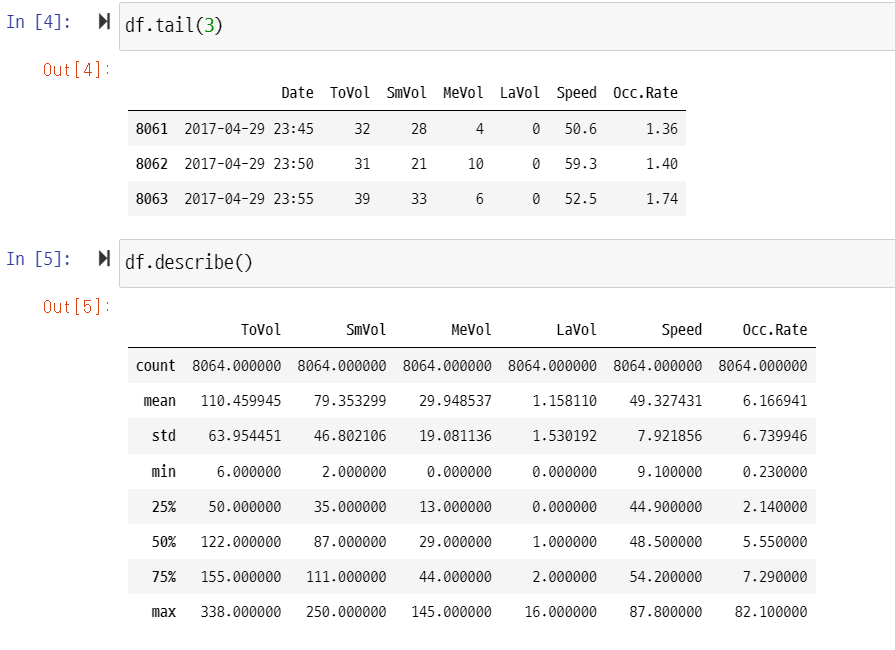 In [4]: df.tail(3)
Out[4]:
Date ToVol SmVol MeVol LaVol Speed Occ.Rate
8061 2017-04-29 23:45 32 28 4 0 50.6 1.36
8062 2017-04-29 23:50 31 21 10 0 59.3 1.40
8063 2017-04-29 23:55 39 33 6 0 52.5 1.74
In [5]: df.describe()
Out[5]:
ToVol SmVol MeVol LaVol Speed Occ.Rate
count 8064.000000 8064.000000 8064.000000 8064.000000 8064.000000 8064.000000
mean 110.459945 79.353299 29.948537 1.158110 49.327431 6.166941
std 63.954451 46.802106 19.081136 1.530192 7.921856 6.739946
min 6.000000 2.000000 0.000000 0.000000 9.100000 0.230000
25% 50.000000 35.000000 13.000000 0.000000 44.900000 2.140000
50% 122.000000 87.000000 29.000000 1.000000 48.500000 5.550000
75% 155.000000 111.000000 44.000000 2.000000 54.200000 7.290000
max 338.000000 250.000000 145.000000 16.000000 87.800000 82.100000